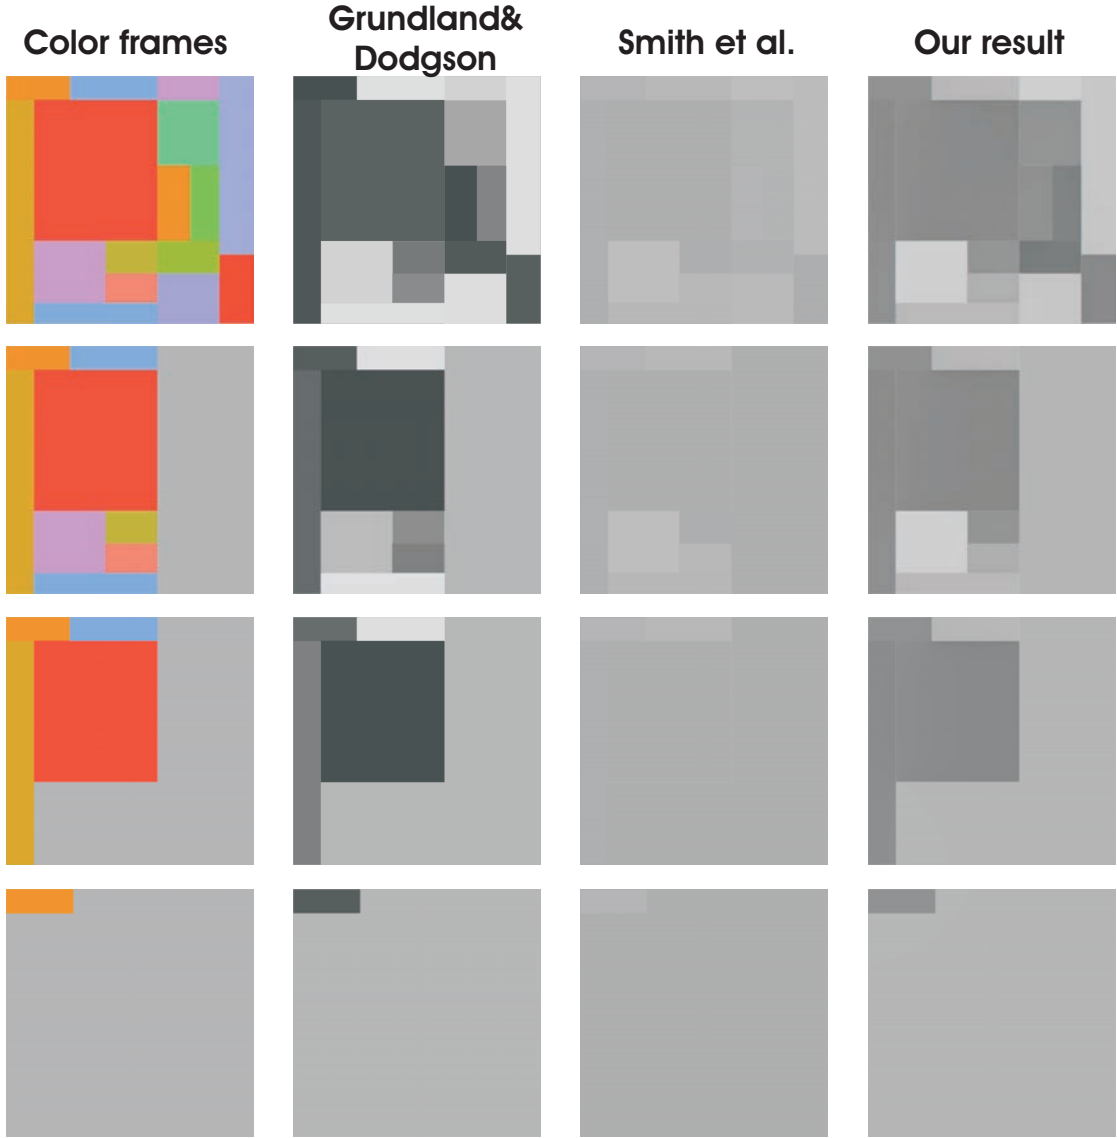 Color frames
Grundland&
Dodgson
Smith et al.
Our result